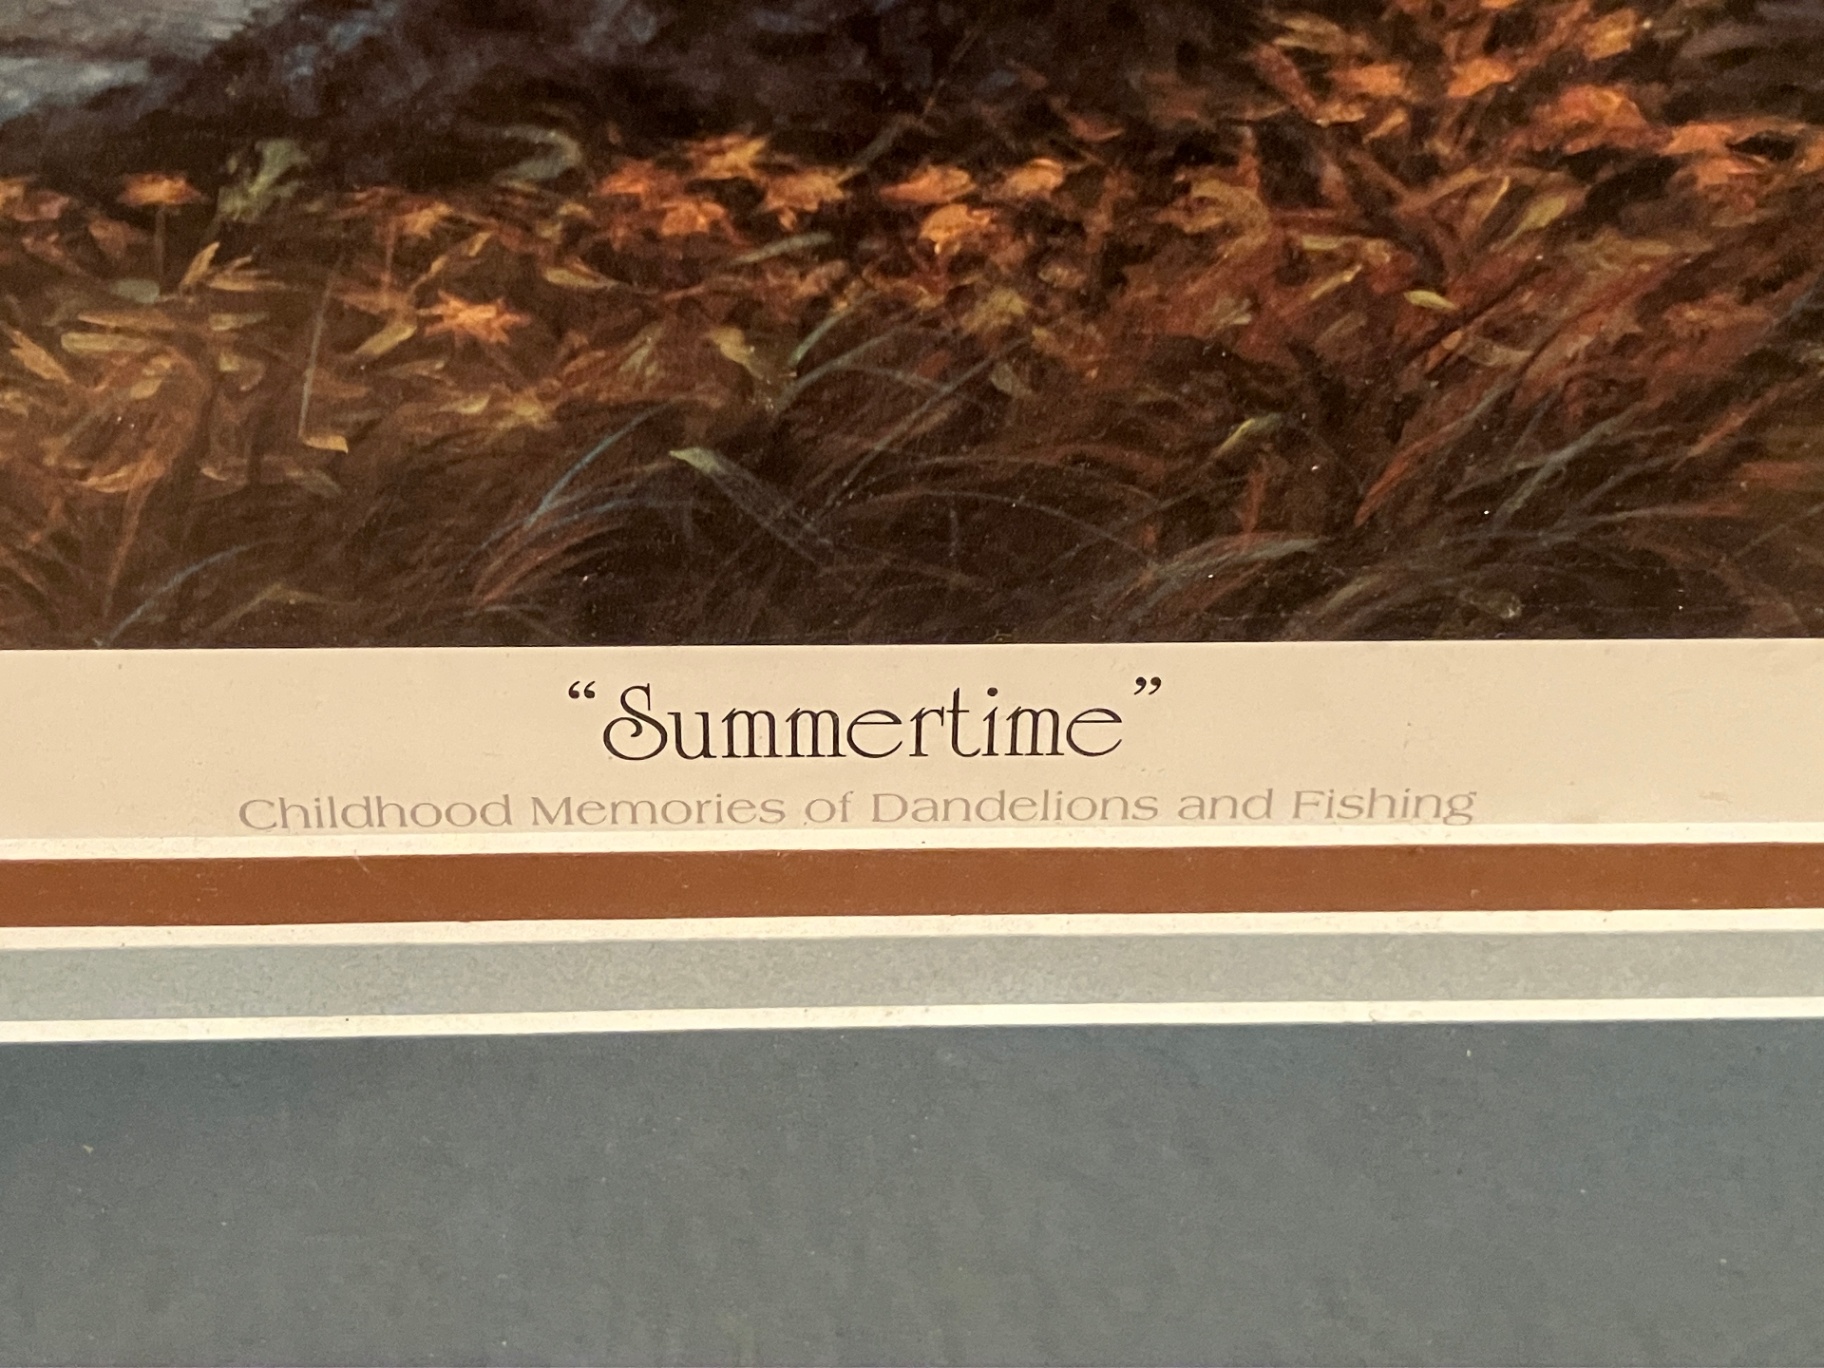 “Summertime”
Childhood Memories of Dandelions and Fishing